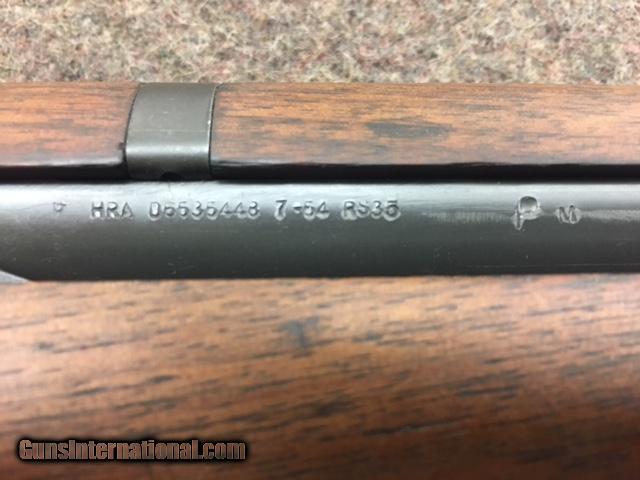 HRA D6535448 7-54 RS35 P M
GunsInternational.com